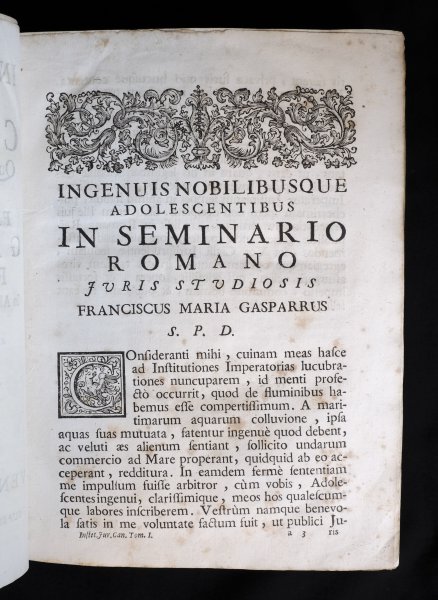 INGENUIS NOBILIBUSQUE
ADOLESCENTIBUS
IN SEMINARIO
ROMANO
JURIS STUDIOSIS
FRANCISCUS MARIA GASPARRUS
S. P. D.
COnsideranti mihi, cuinam meas hasce
ad Institutiones Imperatorias lucubra-
tiones nuncuparem, id menti profe-
ctò occurrit, quod de fluminibus ha-
bemus esse compertissimum. A mari-
timarum aquarum colluvione, ipsa
aquas suas mutuata, fatentur ingenuè quod debent,
ac veluti æs alienum sentiant, sollicito undarum
commercio ad Mare properant, quidquid ab eo ac-
ceperant, redditura. In eamdem fermè sententiam
me impulsum fuisse arbitror, cùm vobis, Adole-
scentes ingenui, clarissimique, meos hos qualescum-
que labores inscriberem. Vestrùm namque benevo-
la satis in me voluntate factum fuit, ut publici Ju-
Instit. Jur. Can. Tom. I. a 3 ris